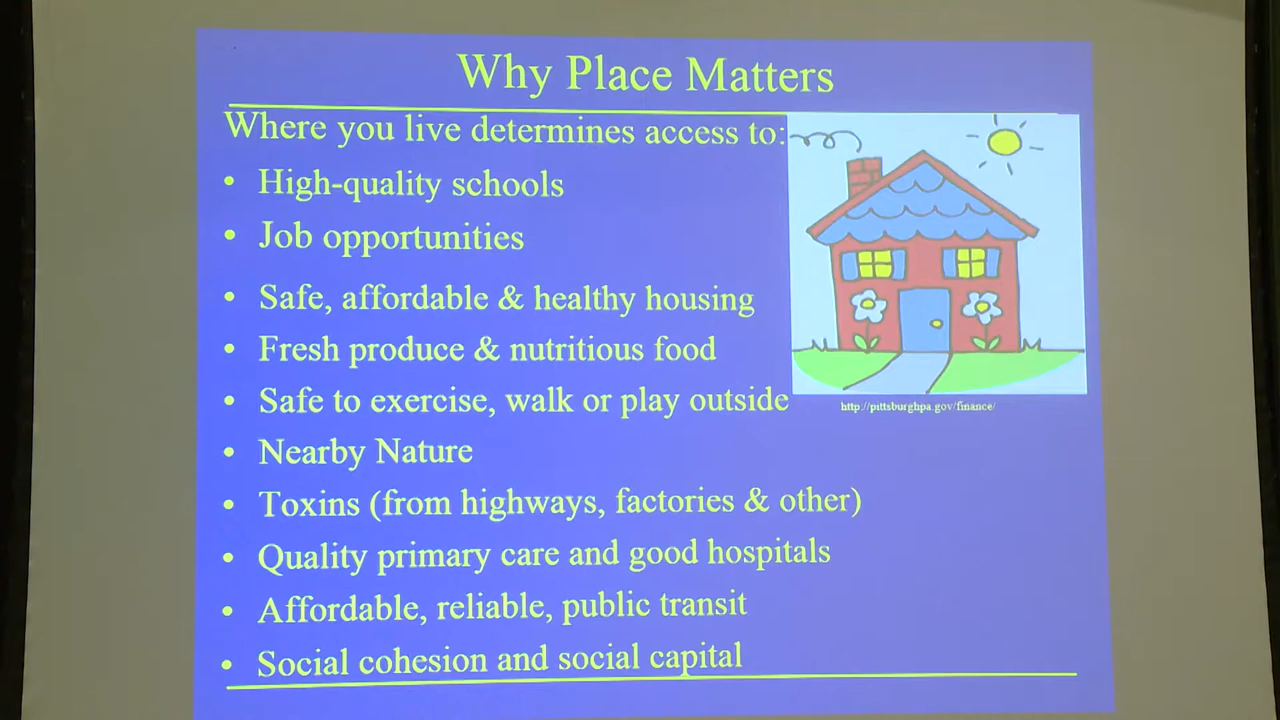 Why Place Matters
Where you live determines access to:
• High-quality schools
• Job opportunities
• Safe, affordable & healthy housing
• Fresh produce & nutritious food
• Safe to exercise, walk or play outside
• Nearby Nature
• Toxins (from highways, factories & other)
• Quality primary care and good hospitals
• Affordable, reliable, public transit
• Social cohesion and social capital
http://pittsburghpa.gov/finance/